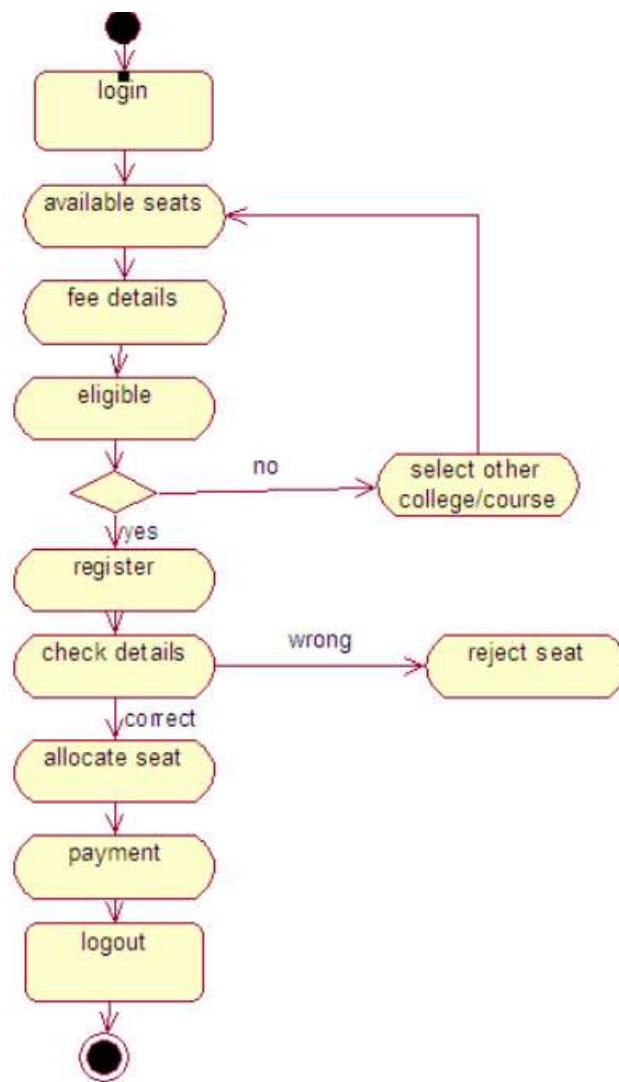 login
available seats
fee details
eligible
no
select other
college/course
yes
register
check details
wrong
reject seat
correct
allocate seat
payment
logout